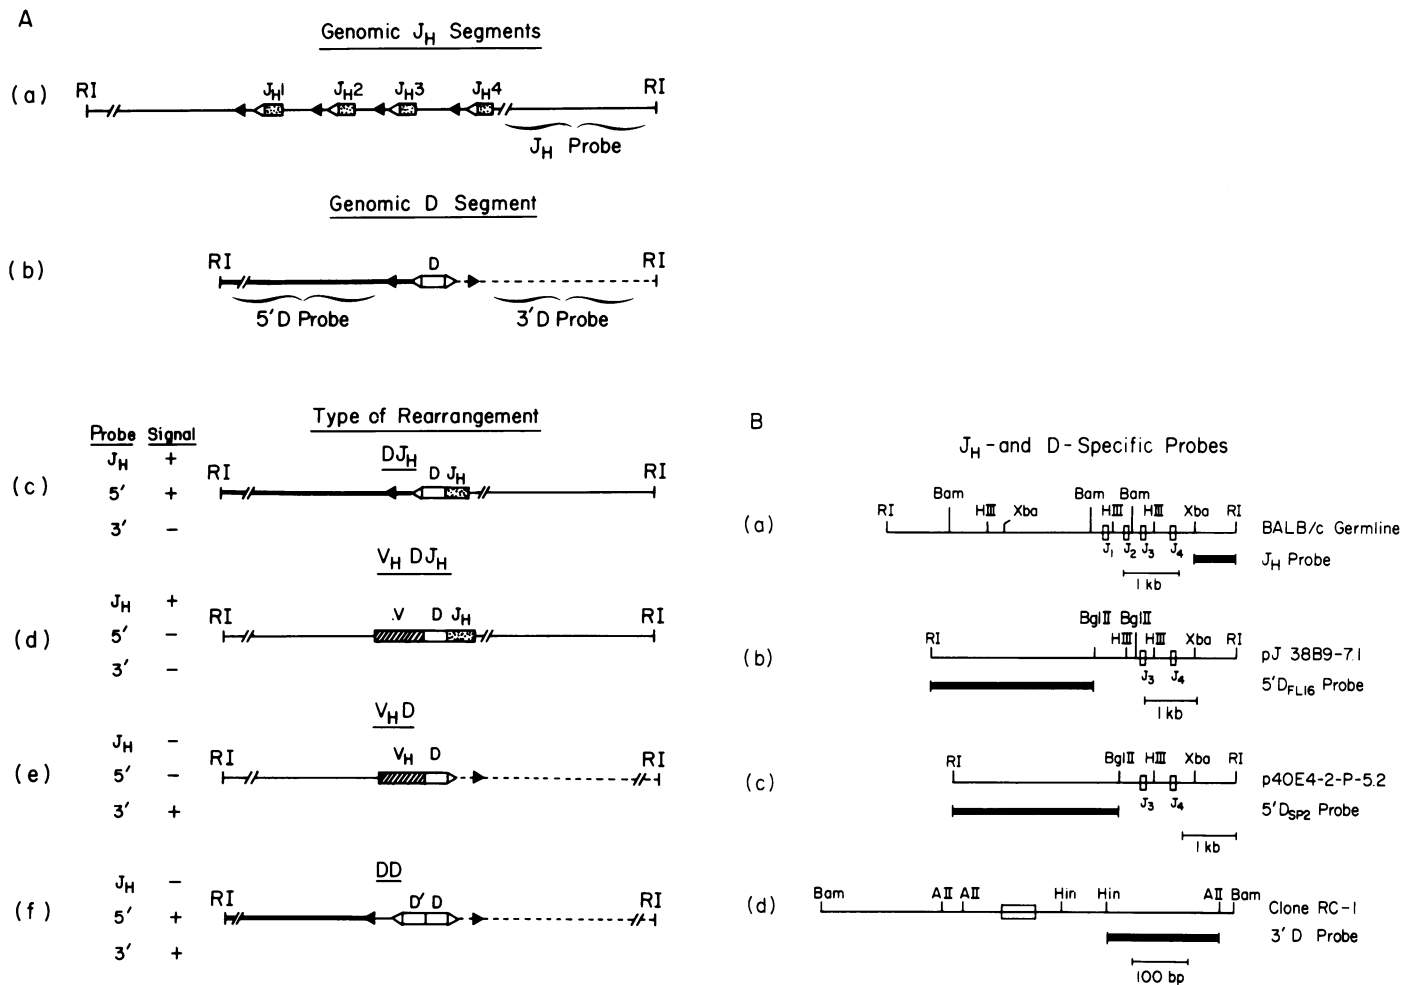 A
Genomic JH Segments
(a)
RI JH1 JH2 JH3 JH4 RI
JH Probe
Genomic D Segment
(b)
RI D RI
5'D Probe 3'D Probe
Type of Rearrangement
Probe Signal
(c)
JH +
5' +
3' −
DJH
RI D JH RI
(d)
JH +
5' −
3' −
VH DJH
RI V D JH RI
(e)
JH −
5' −
3' +
VH D
RI VH D RI
(f)
JH −
5' +
3' +
DD
RI D' D RI
B
JH-and D-Specific Probes
(a)
RI Bam HIII Xba Bam HIII Bam HIII Xba RI
BALB/c Germline
J1 J2 J3 J4
JH Probe
1 kb
(b)
BglII BglII
RI HIII HIII Xba RI
pJ 38B9-7.1
J3 J4
5'DFL16 Probe
1 kb
(c)
RI BglII HIII Xba RI
p40E4-2-P-5.2
J3 J4
5'DSP2 Probe
1 kb
(d)
Bam AII AII Hin Hin AII Bam
Clone RC-1
3' D Probe
100 bp